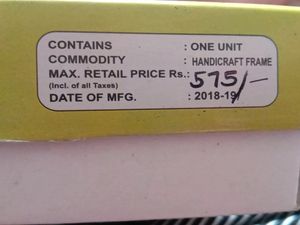 CONTAINS : ONE UNIT
COMMODITY : HANDICRAFT FRAME
MAX. RETAIL PRICE Rs.: 575/-
(Incl. of all Taxes)
DATE OF MFG. : 2018-19